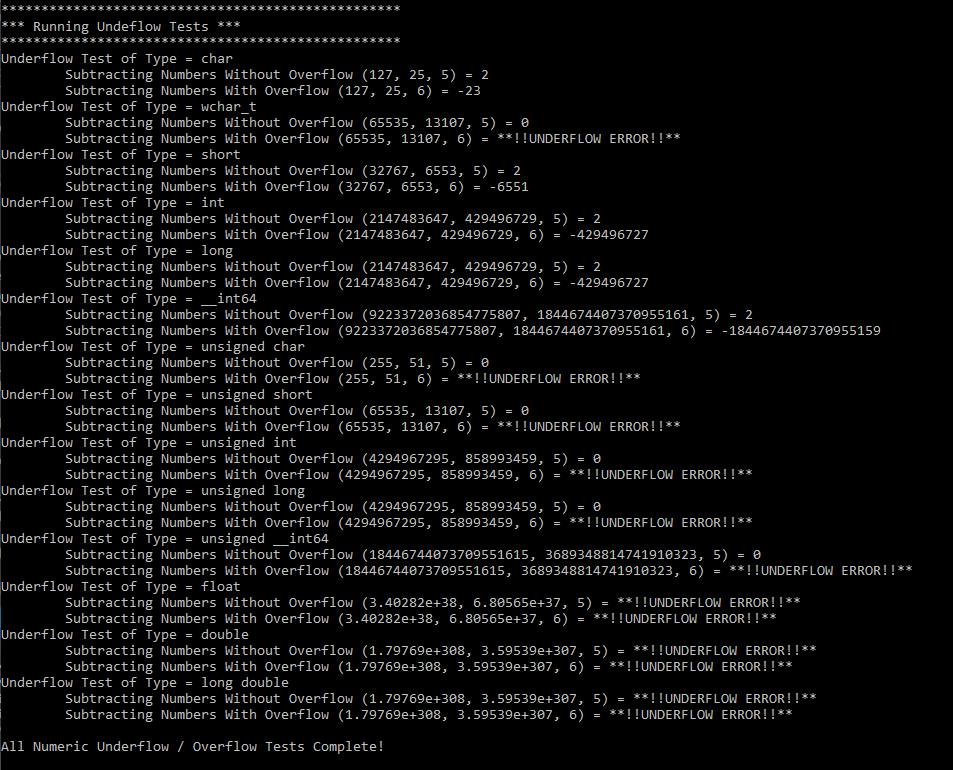 **************************************************
*** Running Undeflow Tests ***
**************************************************
Underflow Test of Type = char
Subtracting Numbers Without Overflow (127, 25, 5) = 2
Subtracting Numbers With Overflow (127, 25, 6) = -23
Underflow Test of Type = wchar_t
Subtracting Numbers Without Overflow (65535, 13107, 5) = 0
Subtracting Numbers With Overflow (65535, 13107, 6) = **!!UNDERFLOW ERROR!!**
Underflow Test of Type = short
Subtracting Numbers Without Overflow (32767, 6553, 5) = 2
Subtracting Numbers With Overflow (32767, 6553, 6) = -6551
Underflow Test of Type = int
Subtracting Numbers Without Overflow (2147483647, 429496729, 5) = 2
Subtracting Numbers With Overflow (2147483647, 429496729, 6) = -429496727
Underflow Test of Type = long
Subtracting Numbers Without Overflow (2147483647, 429496729, 5) = 2
Subtracting Numbers With Overflow (2147483647, 429496729, 6) = -429496727
Underflow Test of Type = __int64
Subtracting Numbers Without Overflow (9223372036854775807, 1844674407370955161, 5) = 2
Subtracting Numbers With Overflow (9223372036854775807, 1844674407370955161, 6) = -1844674407370955159
Underflow Test of Type = unsigned char
Subtracting Numbers Without Overflow (255, 51, 5) = 0
Subtracting Numbers With Overflow (255, 51, 6) = **!!UNDERFLOW ERROR!!**
Underflow Test of Type = unsigned short
Subtracting Numbers Without Overflow (65535, 13107, 5) = 0
Subtracting Numbers With Overflow (65535, 13107, 6) = **!!UNDERFLOW ERROR!!**
Underflow Test of Type = unsigned int
Subtracting Numbers Without Overflow (4294967295, 858993459, 5) = 0
Subtracting Numbers With Overflow (4294967295, 858993459, 6) = **!!UNDERFLOW ERROR!!**
Underflow Test of Type = unsigned long
Subtracting Numbers Without Overflow (4294967295, 858993459, 5) = 0
Subtracting Numbers With Overflow (4294967295, 858993459, 6) = **!!UNDERFLOW ERROR!!**
Underflow Test of Type = unsigned __int64
Subtracting Numbers Without Overflow (18446744073709551615, 3689348814741910323, 5) = 0
Subtracting Numbers With Overflow (18446744073709551615, 3689348814741910323, 6) = **!!UNDERFLOW ERROR!!**
Underflow Test of Type = float
Subtracting Numbers Without Overflow (3.40282e+38, 6.80565e+37, 5) = **!!UNDERFLOW ERROR!!**
Subtracting Numbers With Overflow (3.40282e+38, 6.80565e+37, 6) = **!!UNDERFLOW ERROR!!**
Underflow Test of Type = double
Subtracting Numbers Without Overflow (1.79769e+308, 3.59539e+307, 5) = **!!UNDERFLOW ERROR!!**
Subtracting Numbers With Overflow (1.79769e+308, 3.59539e+307, 6) = **!!UNDERFLOW ERROR!!**
Underflow Test of Type = long double
Subtracting Numbers Without Overflow (1.79769e+308, 3.59539e+307, 5) = **!!UNDERFLOW ERROR!!**
Subtracting Numbers With Overflow (1.79769e+308, 3.59539e+307, 6) = **!!UNDERFLOW ERROR!!**
All Numeric Underflow / Overflow Tests Complete!